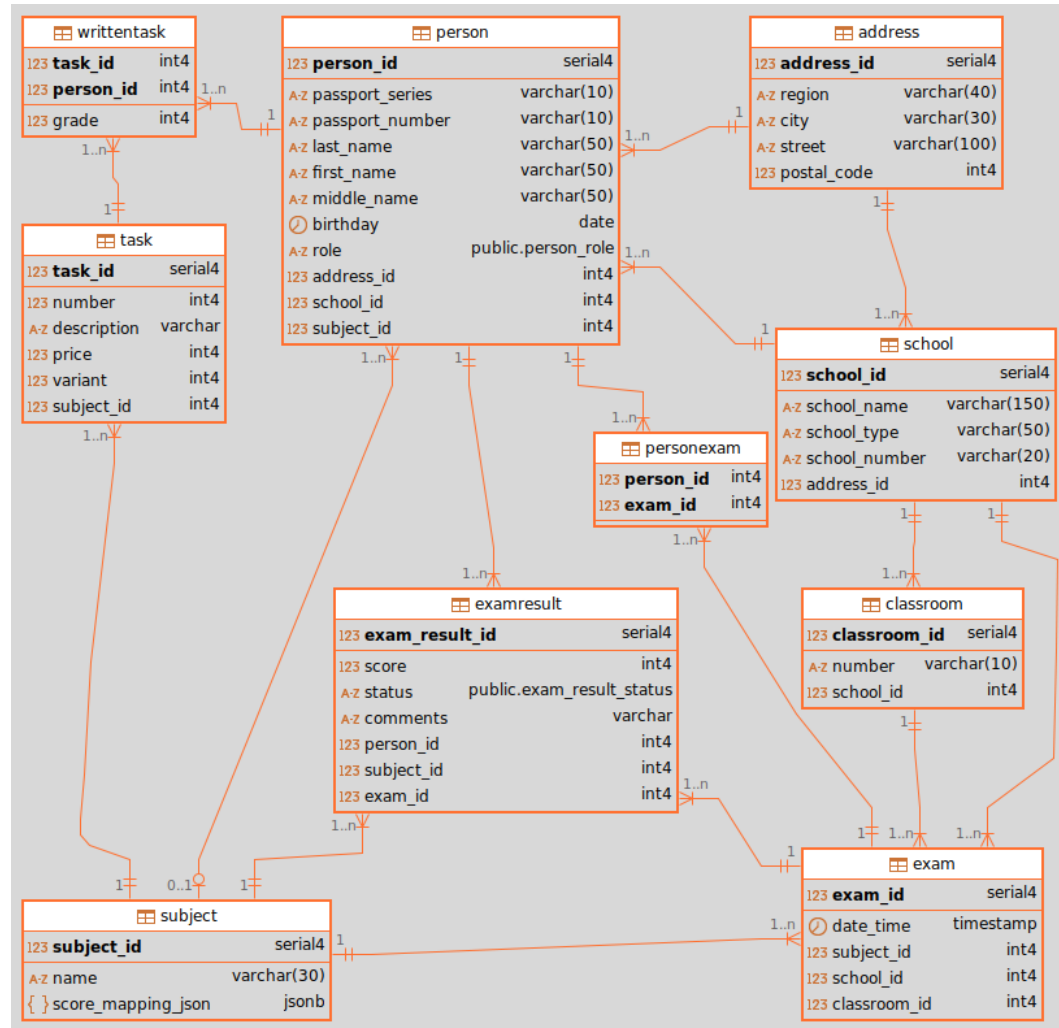 writtentask
123 task_id int4
123 person_id int4
123 grade int4
person
123 person_id serial4
A-Z passport_series varchar(10)
A-Z passport_number varchar(10)
A-Z last_name varchar(50)
A-Z first_name varchar(50)
A-Z middle_name varchar(50)
birthday date
A-Z role public.person_role
123 address_id int4
123 school_id int4
123 subject_id int4
address
123 address_id serial4
A-Z region varchar(40)
A-Z city varchar(30)
A-Z street varchar(100)
123 postal_code int4
1..n
1
1..n
1
1..n
1
1
1..n
1
1..n
task
123 task_id serial4
123 number int4
A-Z description varchar
123 price int4
123 variant int4
123 subject_id int4
school
123 school_id serial4
A-Z school_name varchar(150)
A-Z school_type varchar(50)
A-Z school_number varchar(20)
123 address_id int4
1..n
1
1
1..n
1..n
personexam
123 person_id int4
123 exam_id int4
1
1
1..n
1..n
1..n
examresult
123 exam_result_id serial4
123 score int4
A-Z status public.exam_result_status
A-Z comments varchar
123 person_id int4
123 subject_id int4
123 exam_id int4
classroom
123 classroom_id serial4
A-Z number varchar(10)
123 school_id int4
1
1..n
1..n
1
1..n
1..n
1
1
0..1
1
subject
123 subject_id serial4
A-Z name varchar(30)
{ } score_mapping_json jsonb
1
1..n
exam
123 exam_id serial4
date_time timestamp
123 subject_id int4
123 school_id int4
123 classroom_id int4